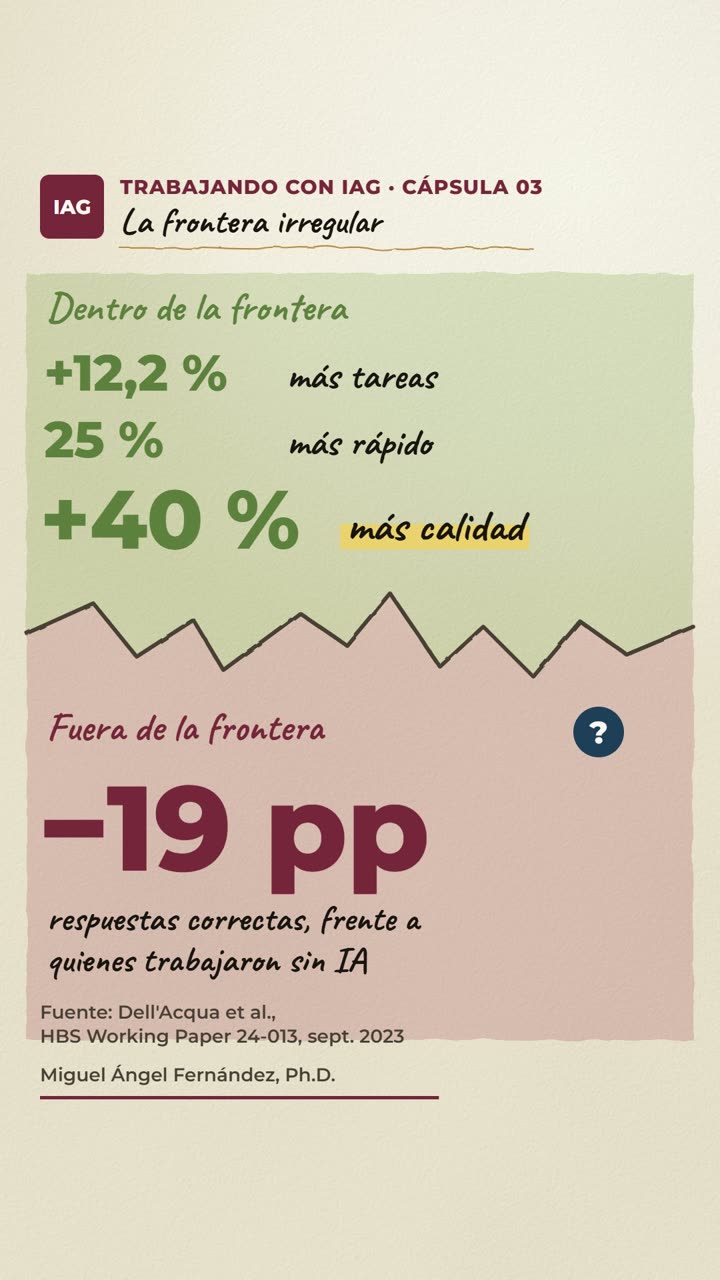 IAG
TRABAJANDO CON IAG · CÁPSULA 03
La frontera irregular
Dentro de la frontera
+12,2 % más tareas
25 % más rápido
+40 % más calidad
Fuera de la frontera
?
−19 pp
respuestas correctas, frente a
quienes trabajaron sin IA
Fuente: Dell'Acqua et al.,
HBS Working Paper 24-013, sept. 2023
Miguel Ángel Fernández, Ph.D.